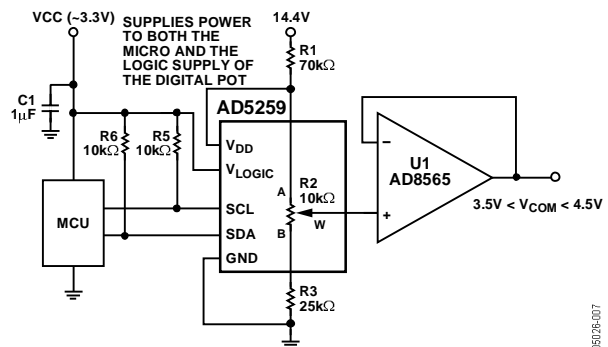 VCC (~3.3V)
SUPPLIES POWER
TO BOTH THE
MICRO AND THE
LOGIC SUPPLY OF
THE DIGITAL POT
14.4V
R1
70kΩ
C1
1μF
AD5259
R6
10kΩ
R5
10kΩ
VDD
VLOGIC
SCL
SDA
GND
MCU
A
R2
10kΩ
B
W
R3
25kΩ
−
+
U1
AD8565
3.5V < VCOM < 4.5V
05026-007